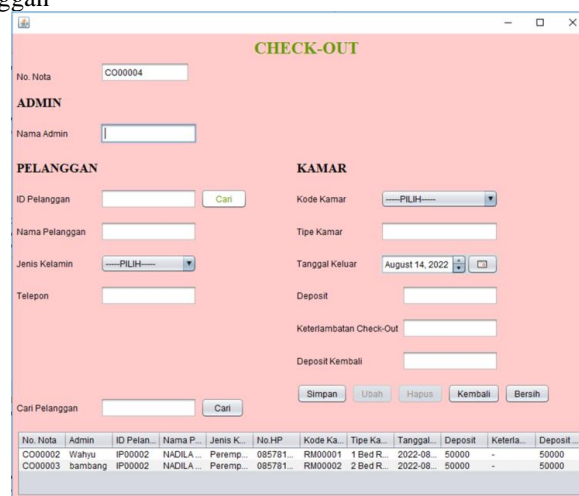 ggan
CHECK-OUT
No. Nota CO00004
ADMIN
Nama Admin
PELANGGAN KAMAR
ID Pelanggan Cari Kode Kamar -----PILIH-----
Nama Pelanggan Tipe Kamar
Jenis Kelamin -----PILIH----- Tanggal Keluar August 14, 2022
Telepon Deposit
Keterlambatan Check-Out
Deposit Kembali
Simpan Ubah Hapus Kembali Bersih
Cari Pelanggan Cari
No. Nota Admin ID Pelan... Nama P... Jenis K... No.HP Kode Ka... Tipe Ka... Tanggal... Deposit Keterla... Deposit...
CO00002 Wahyu IP00002 NADILA ... Peremp... 085781... RM00001 1 Bed R... 2022-08... 50000 - 50000
CO00003 bambang IP00002 NADILA ... Peremp... 085781... RM00002 2 Bed R... 2022-08... 50000 - 50000